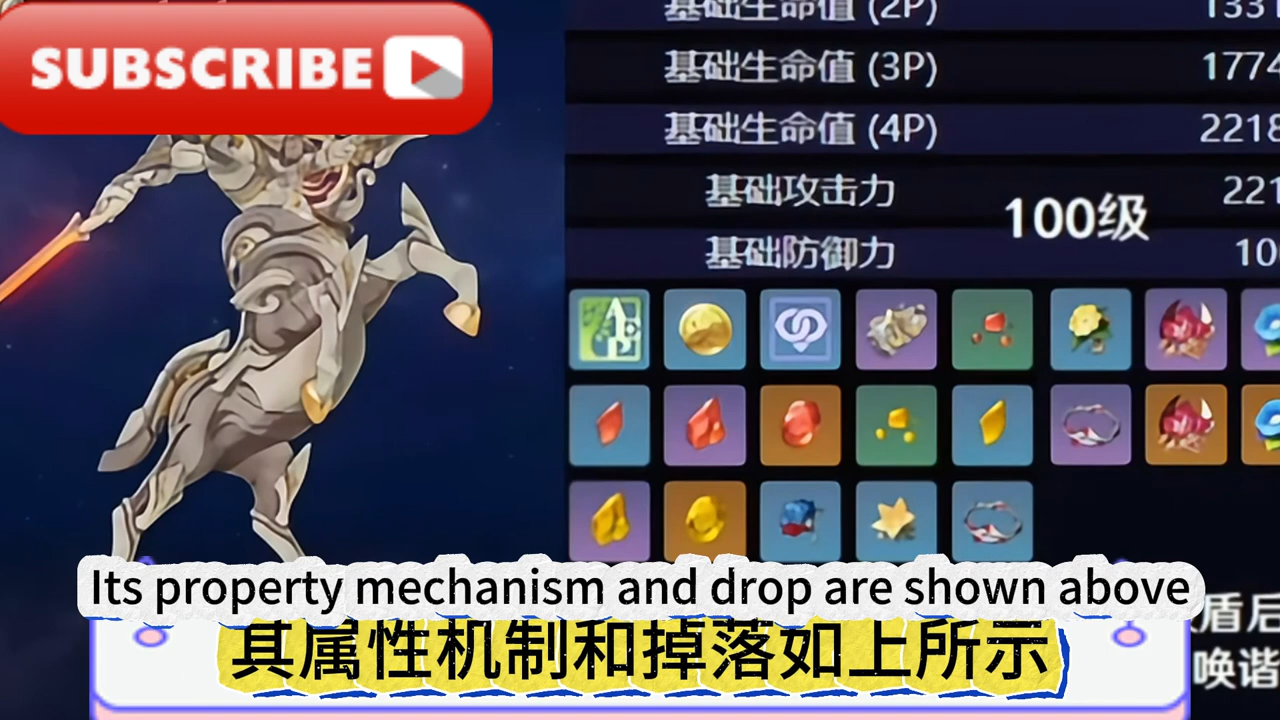 SUBSCRIBE
基础生命值 (2P) 1331
基础生命值 (3P) 1774
基础生命值 (4P) 2218
基础攻击力 221
100级
基础防御力 10
Its property mechanism and drop are shown above
其属性机制和掉落如上所示
盾后
唤谐